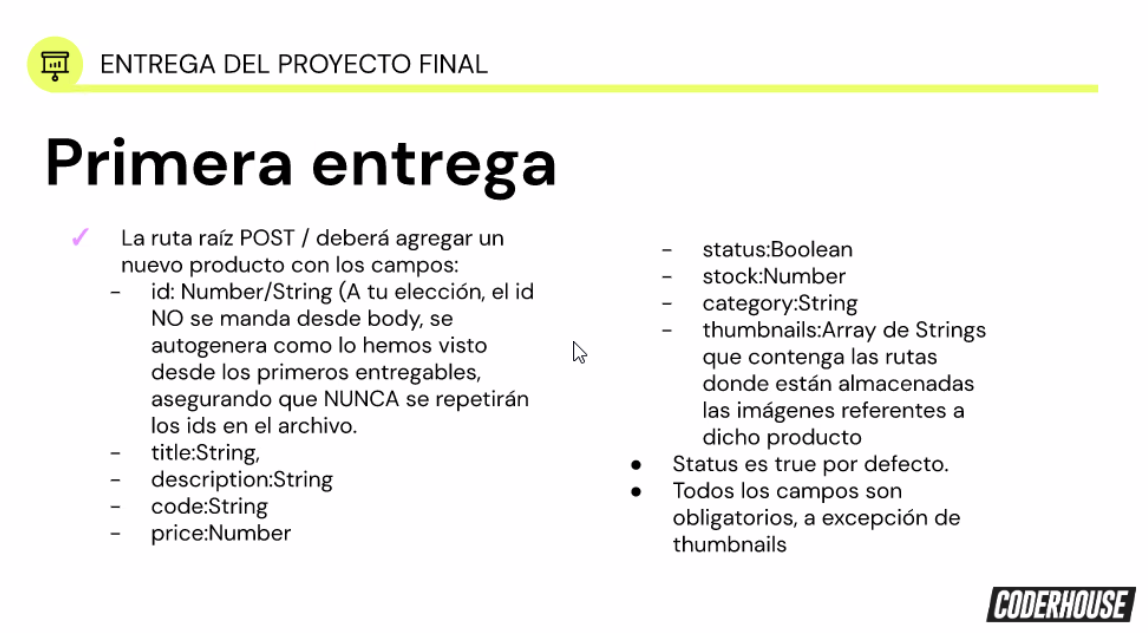 ENTREGA DEL PROYECTO FINAL
Primera entrega
✓ La ruta raíz POST / deberá agregar un
nuevo producto con los campos:
- id: Number/String (A tu elección, el id
NO se manda desde body, se
autogenera como lo hemos visto
desde los primeros entregables,
asegurando que NUNCA se repetirán
los ids en el archivo.
- title:String,
- description:String
- code:String
- price:Number
- status:Boolean
- stock:Number
- category:String
- thumbnails:Array de Strings
que contenga las rutas
donde están almacenadas
las imágenes referentes a
dicho producto
● Status es true por defecto.
● Todos los campos son
obligatorios, a excepción de
thumbnails
CODERHOUSE